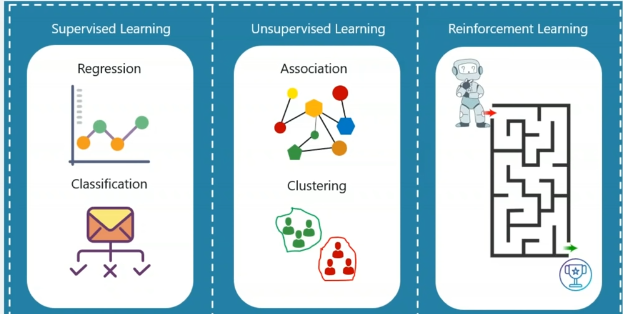 Supervised Learning
Regression
Classification
Unsupervised Learning
Association
Clustering
Reinforcement Learning